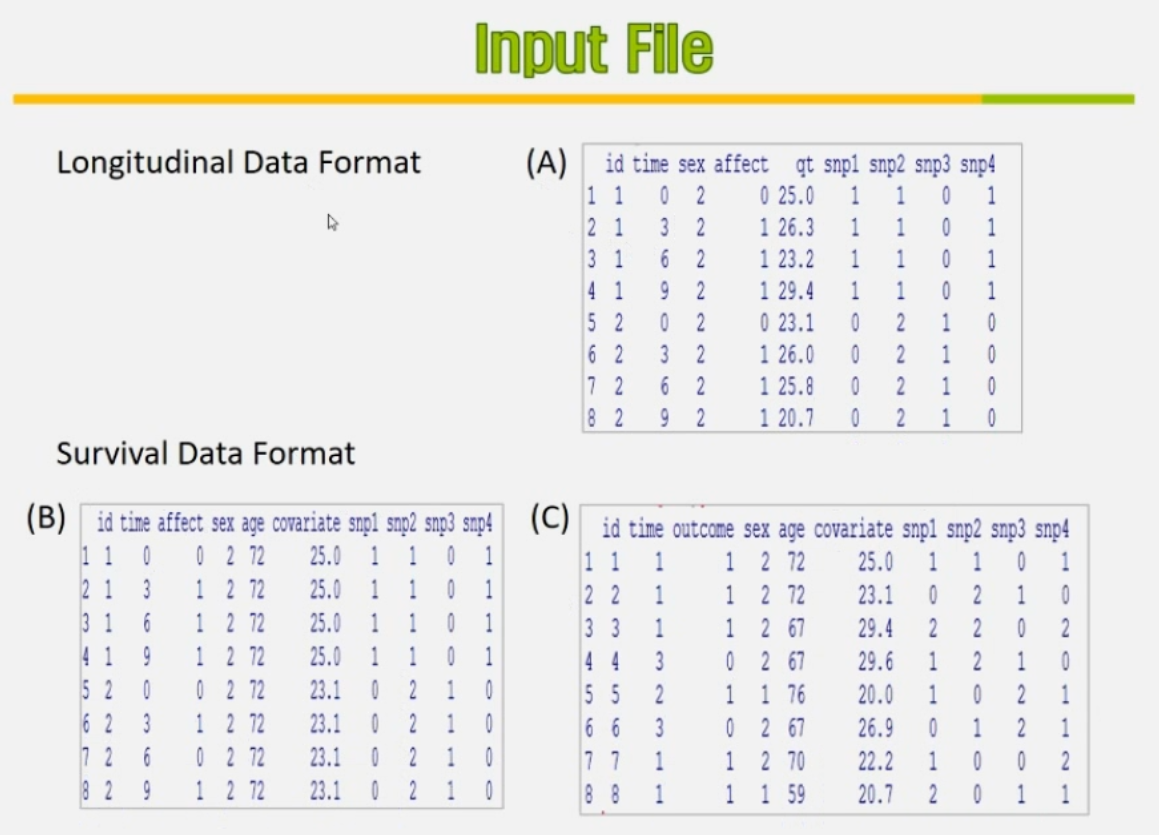 Input File
Longitudinal Data Format
(A)
id time sex affect qt snp1 snp2 snp3 snp4
1 1 0 2 0 25.0 1 1 0 1
2 1 3 2 1 26.3 1 1 0 1
3 1 6 2 1 23.2 1 1 0 1
4 1 9 2 1 29.4 1 1 0 1
5 2 0 2 0 23.1 0 2 1 0
6 2 3 2 1 26.0 0 2 1 0
7 2 6 2 1 25.8 0 2 1 0
8 2 9 2 1 20.7 0 2 1 0
Survival Data Format
(B)
id time affect sex age covariate snp1 snp2 snp3 snp4
1 1 0 0 2 72 25.0 1 1 0 1
2 1 3 1 2 72 25.0 1 1 0 1
3 1 6 1 2 72 25.0 1 1 0 1
4 1 9 1 2 72 25.0 1 1 0 1
5 2 0 0 2 72 23.1 0 2 1 0
6 2 3 1 2 72 23.1 0 2 1 0
7 2 6 0 2 72 23.1 0 2 1 0
8 2 9 1 2 72 23.1 0 2 1 0
(C)
id time outcome sex age covariate snp1 snp2 snp3 snp4
1 1 1 1 2 72 25.0 1 1 0 1
2 2 1 1 2 72 23.1 0 2 1 0
3 3 1 1 2 67 29.4 2 2 0 2
4 4 3 0 2 67 29.6 1 2 1 0
5 5 2 1 1 76 20.0 1 0 2 1
6 6 3 0 2 67 26.9 0 1 2 1
7 7 1 1 2 70 22.2 1 0 0 2
8 8 1 1 1 59 20.7 2 0 1 1